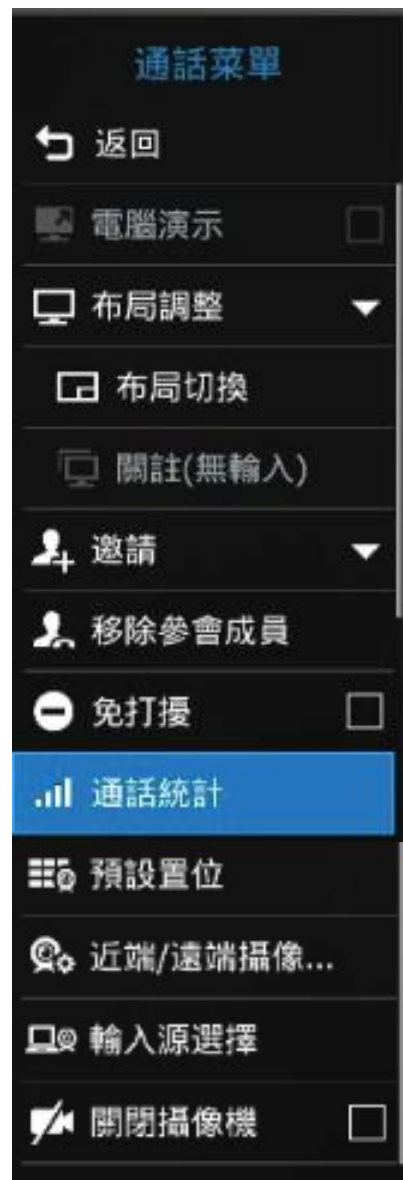 通話菜單
返回
電腦演示
布局調整
布局切換
關註(無輸入)
邀請
移除參會成員
免打擾
通話統計
預設置位
近端/遠端攝像...
輸入源選擇
關閉攝像機